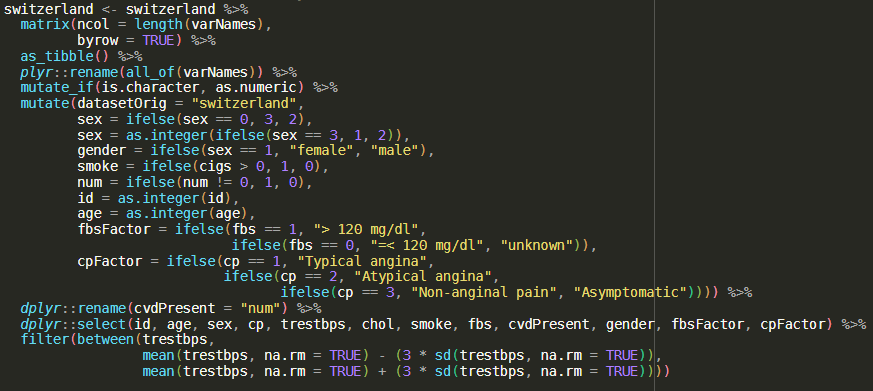 switzerland <- switzerland %>%
  matrix(ncol = length(varNames),
         byrow = TRUE) %>%
  as_tibble() %>%
  plyr::rename(all_of(varNames)) %>%
  mutate_if(is.character, as.numeric) %>%
  mutate(datasetOrig = "switzerland",
         sex = ifelse(sex == 0, 3, 2),
         sex = as.integer(ifelse(sex == 3, 1, 2)),
         gender = ifelse(sex == 1, "female", "male"),
         smoke = ifelse(cigs > 0, 1, 0),
         num = ifelse(num != 0, 1, 0),
         id = as.integer(id),
         age = as.integer(age),
         fbsFactor = ifelse(fbs == 1, "> 120 mg/dl",
                            ifelse(fbs == 0, "=< 120 mg/dl", "unknown")),
         cpFactor = ifelse(cp == 1, "Typical angina",
                           ifelse(cp == 2, "Atypical angina",
                                  ifelse(cp == 3, "Non-anginal pain", "Asymptomatic")))) %>%
  dplyr::rename(cvdPresent = "num") %>%
  dplyr::select(id, age, sex, cp, trestbps, chol, smoke, fbs, cvdPresent, gender, fbsFactor, cpFactor) %>%
  filter(between(trestbps,
                 mean(trestbps, na.rm = TRUE) - (3 * sd(trestbps, na.rm = TRUE)),
                 mean(trestbps, na.rm = TRUE) + (3 * sd(trestbps, na.rm = TRUE))))